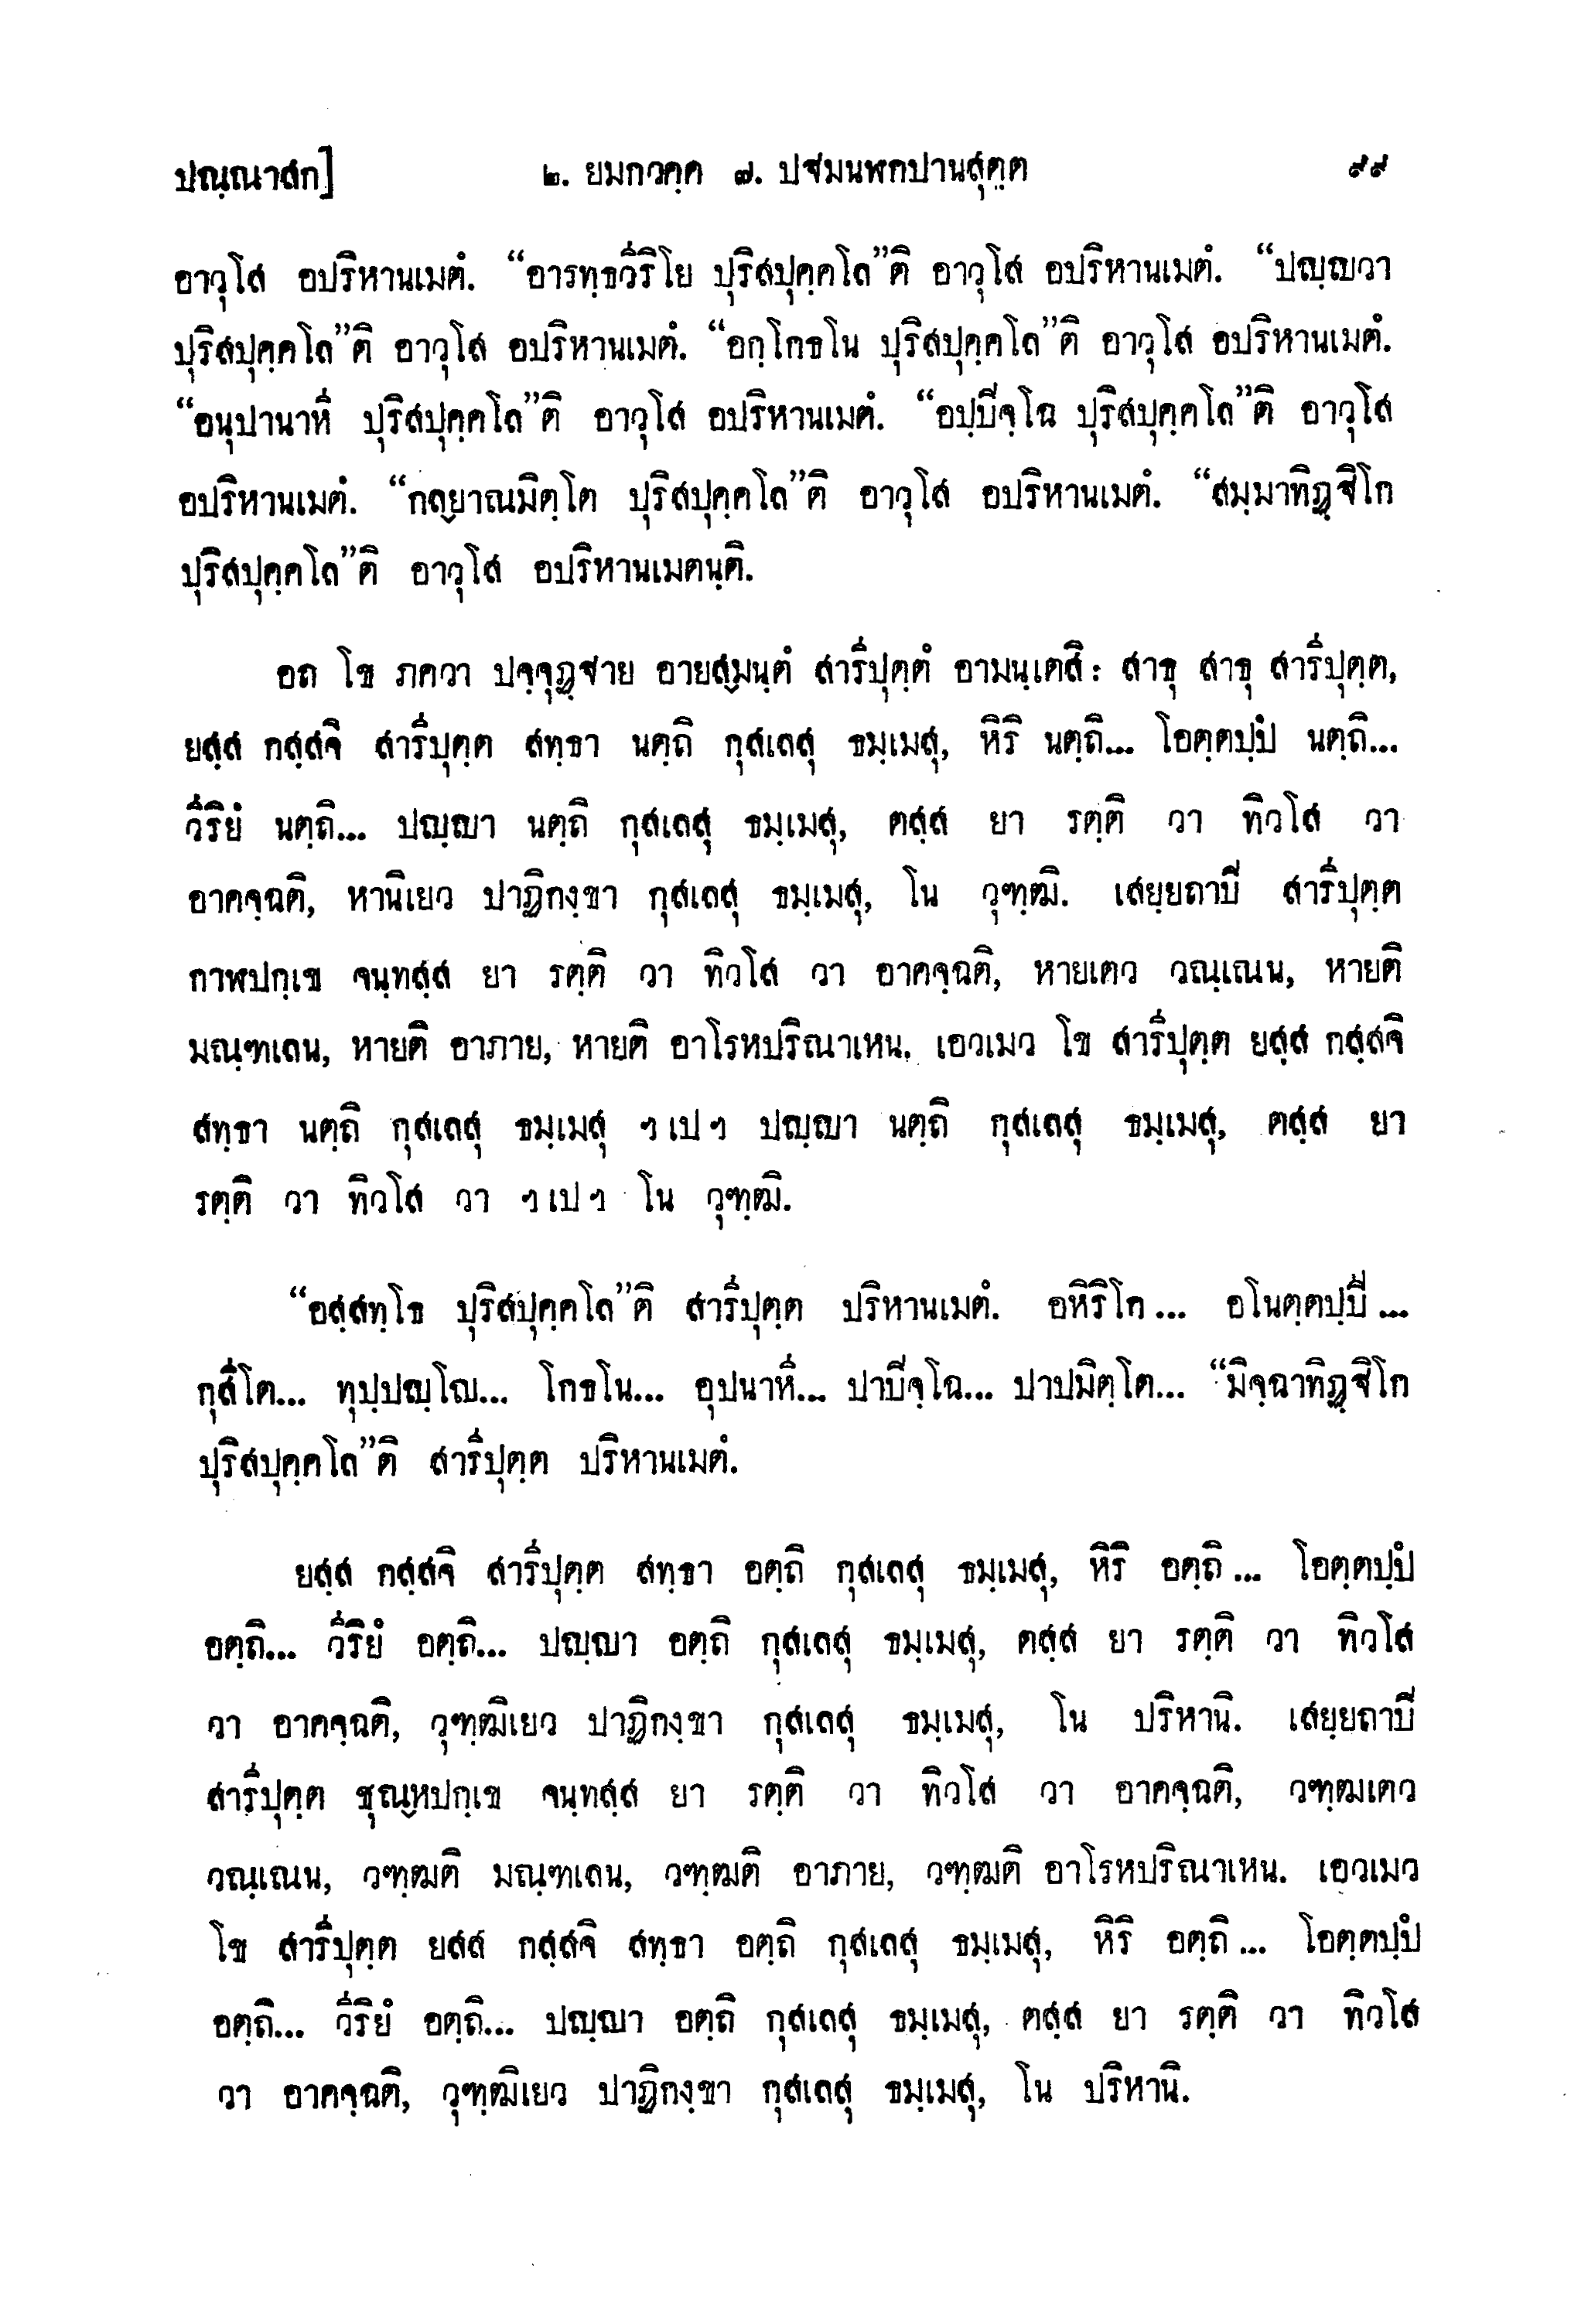 ปณฺณาสก]	๒. ยมกวคฺค ๗. ปฐมนฬกปานสุตฺต	๙๙
อาวุโส อปริหานเมตํ. “อารทฺธวีริโย ปุริสปุคฺคโล”ติ อาวุโส อปริหานเมตํ. “ปญฺญวา
ปุริสปุคฺคโล”ติ อาวุโส อปริหานเมตํ. “อกฺโกธโน ปุริสปุคฺคโล”ติ อาวุโส อปริหานเมตํ.
“อนุปานาหี ปุริสปุคฺคโล”ติ อาวุโส อปริหานเมตํ. “อปฺปิจฺโฉ ปุริสปุคฺคโล”ติ อาวุโส
อปริหานเมตํ. “กลฺยาณมิตฺโต ปุริสปุคฺคโล”ติ อาวุโส อปริหานเมตํ. “สมฺมาทิฏฺฐิโก
ปุริสปุคฺคโล”ติ อาวุโส อปริหานเมตนฺติ.
อถ โข ภควา ปจฺจุฏฺฐาย อายสฺมนฺตํ สารีปุตฺตํ อามนฺเตสิ: สาธุ สาธุ สารีปุตฺต,
ยสฺส กสฺสจิ สารีปุตฺต สทฺธา นตฺถิ กุสเลสุ ธมฺเมสุ, หิริ นตฺถิ... โอตฺตปฺปํ นตฺถิ...
วีริยํ นตฺถิ... ปญฺญา นตฺถิ กุสเลสุ ธมฺเมสุ, ตสฺส ยา รตฺติ วา ทิวโส วา
อาคจฺฉติ, หานิเยว ปาฏิกงฺขา กุสเลสุ ธมฺเมสุ, โน วุฑฺฒิ. เสยฺยถาปิ สารีปุตฺต
กาฬปกฺเข จนฺทสฺส ยา รตฺติ วา ทิวโส วา อาคจฺฉติ, หายเตว วณฺเณน, หายติ
มณฺฑเลน, หายติ อาภาย, หายติ อาโรหปริณาเหน. เอวเมว โข สารีปุตฺต ยสฺส กสฺสจิ
สทฺธา นตฺถิ กุสเลสุ ธมฺเมสุ ฯเปฯ ปญฺญา นตฺถิ กุสเลสุ ธมฺเมสุ, ตสฺส ยา
รตฺติ วา ทิวโส วา ฯเปฯ โน วุฑฺฒิ.
“อสฺสทฺโธ ปุริสปุคฺคโล”ติ สารีปุตฺต ปริหานเมตํ. อหิริโก... อโนตฺตปฺปี...
กุสีโต... ทุปฺปญฺโญ... โกธโน... อุปนาหี... ปาปิจฺโฉ... ปาปมิตฺโต... “มิจฺฉาทิฏฺฐิโก
ปุริสปุคฺคโล”ติ สารีปุตฺต ปริหานเมตํ.
ยสฺส กสฺสจิ สารีปุตฺต สทฺธา อตฺถิ กุสเลสุ ธมฺเมสุ, หิริ อตฺถิ... โอตฺตปฺปํ
อตฺถิ... วีริยํ อตฺถิ... ปญฺญา อตฺถิ กุสเลสุ ธมฺเมสุ, ตสฺส ยา รตฺติ วา ทิวโส
วา อาคจฺฉติ, วุฑฺฒิเยว ปาฏิกงฺขา กุสเลสุ ธมฺเมสุ, โน ปริหานิ. เสยฺยถาปิ
สารีปุตฺต ชุณฺหปกฺเข จนฺทสฺส ยา รตฺติ วา ทิวโส วา อาคจฺฉติ, วฑฺฒเตว
วณฺเณน, วฑฺฒติ มณฺฑเลน, วฑฺฒติ อาภาย, วฑฺฒติ อาโรหปริณาเหน. เอวเมว
โข สารีปุตฺต ยสส กสฺสจิ สทฺธา อตฺถิ กุสเลสุ ธมฺเมสุ, หิริ อตฺถิ... โอตฺตปฺปํ
อตฺถิ... วีริยํ อตฺถิ... ปญฺญา อตฺถิ กุสเลสุ ธมฺเมสุ, ตสฺส ยา รตฺติ วา ทิวโส
วา อาคจฺฉติ, วุฑฺฒิเยว ปาฏิกงฺขา กุสเลสุ ธมฺเมสุ, โน ปริหานิ.